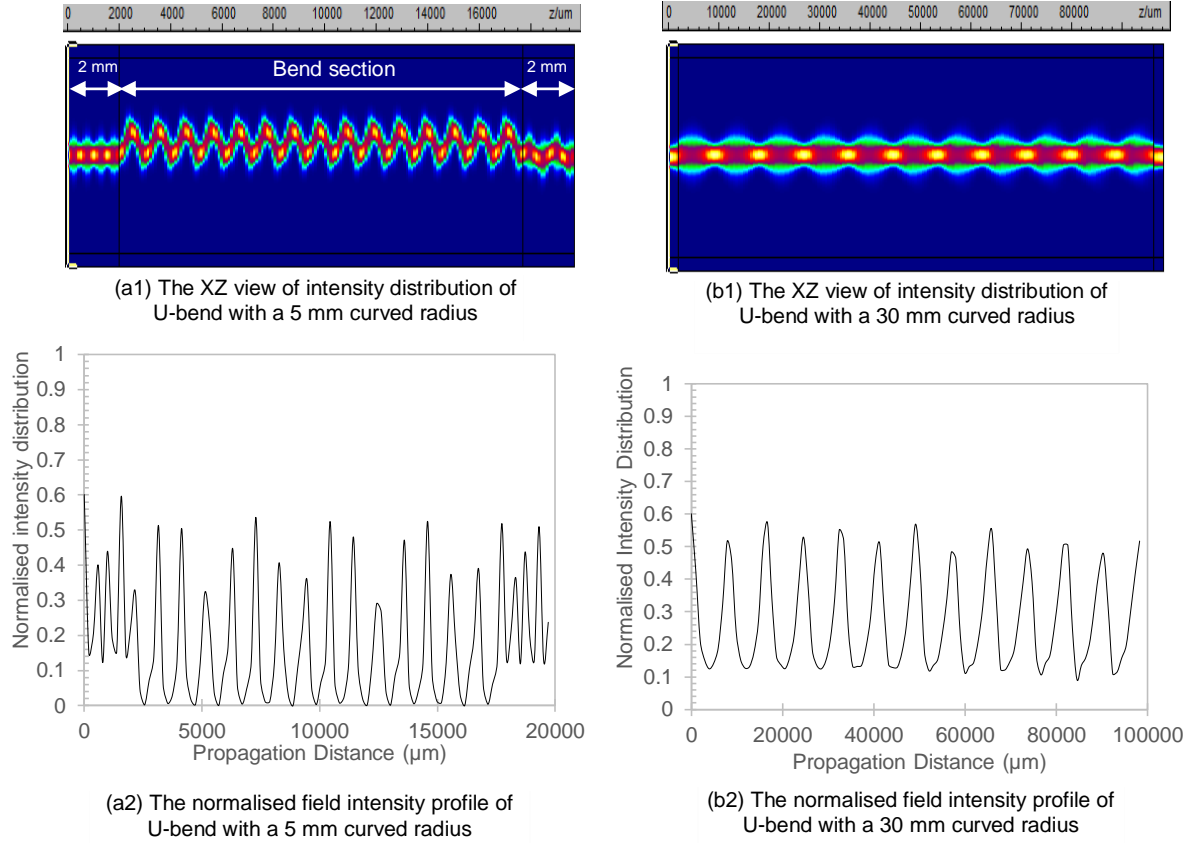 0 2000 4000 6000 8000 10000 12000 14000 16000 z/um
2 mm Bend section 2 mm
(a1) The XZ view of intensity distribution of
U-bend with a 5 mm curved radius
0 10000 20000 30000 40000 50000 60000 70000 80000 z/um
(b1) The XZ view of intensity distribution of
U-bend with a 30 mm curved radius
Normalised intensity distribution
1
0.9
0.8
0.7
0.6
0.5
0.4
0.3
0.2
0.1
0
0 5000 10000 15000 20000
Propagation Distance (µm)
(a2) The normalised field intensity profile of
U-bend with a 5 mm curved radius
Normalised Intensity Distribution
1
0.9
0.8
0.7
0.6
0.5
0.4
0.3
0.2
0.1
0
0 20000 40000 60000 80000 100000
Propagation Distance (µm)
(b2) The normalised field intensity profile of
U-bend with a 30 mm curved radius